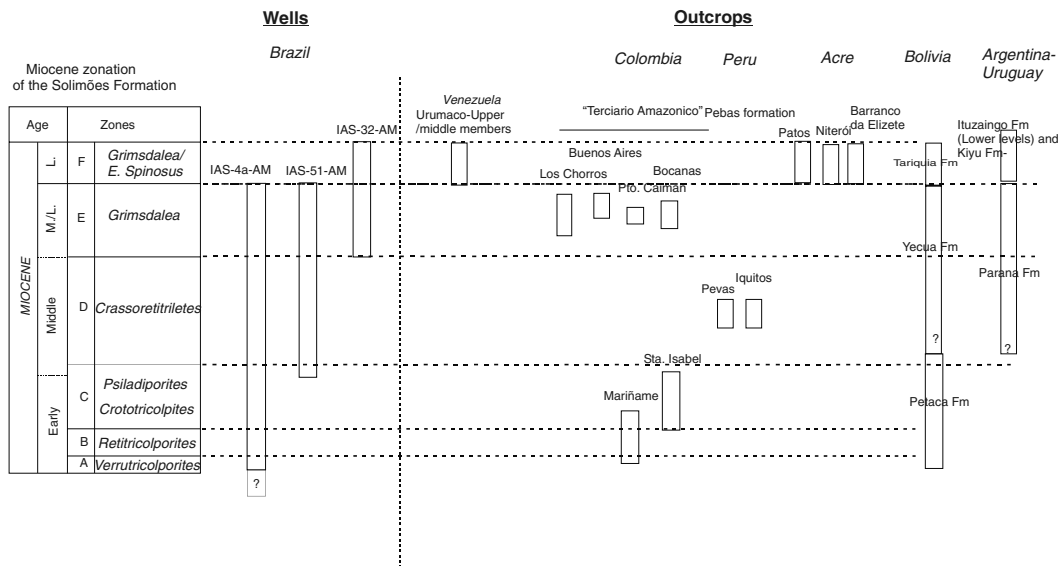 Wells
Outcrops
Brazil
Colombia
Peru
Acre
Bolivia
Argentina-
Uruguay
Miocene zonation
of the Solimões Formation
Age
Zones
MIOCENE
L.
M./L.
Middle
Early
F
Grimsdalea/
E. Spinosus
E
Grimsdalea
D
Crassoretitriletes
C
Psiladiporites
Crototricolpites
B
Retitricolporites
A
Verrutricolporites
IAS-4a-AM
IAS-51-AM
IAS-32-AM
?
Venezuela
Urumaco-Upper
/middle members
"Terciario Amazonico"
Pebas formation
Buenos Aires
Los Chorros
Bocanas
Pto. Caiman
Pevas
Iquitos
Sta. Isabel
Mariñame
Patos
Niterói
Barranco
da Elizete
Tariquia Fm
Yecua Fm
?
Petaca Fm
Ituzaingo Fm
(Lower levels) and
Kiyu Fm-
Parana Fm
?